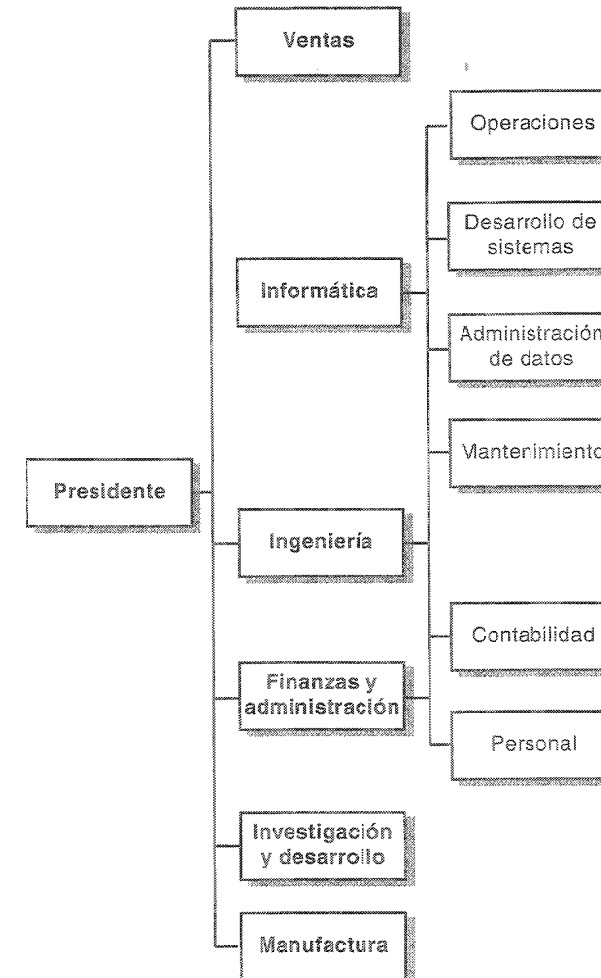 Ventas
Operaciones
Desarrollo de
sistemas
Informática
Administración
de datos
Mantenimiento
Presidente
Ingeniería
Contabilidad
Finanzas y
administración
Personal
Investigación
y desarrollo
Manufactura